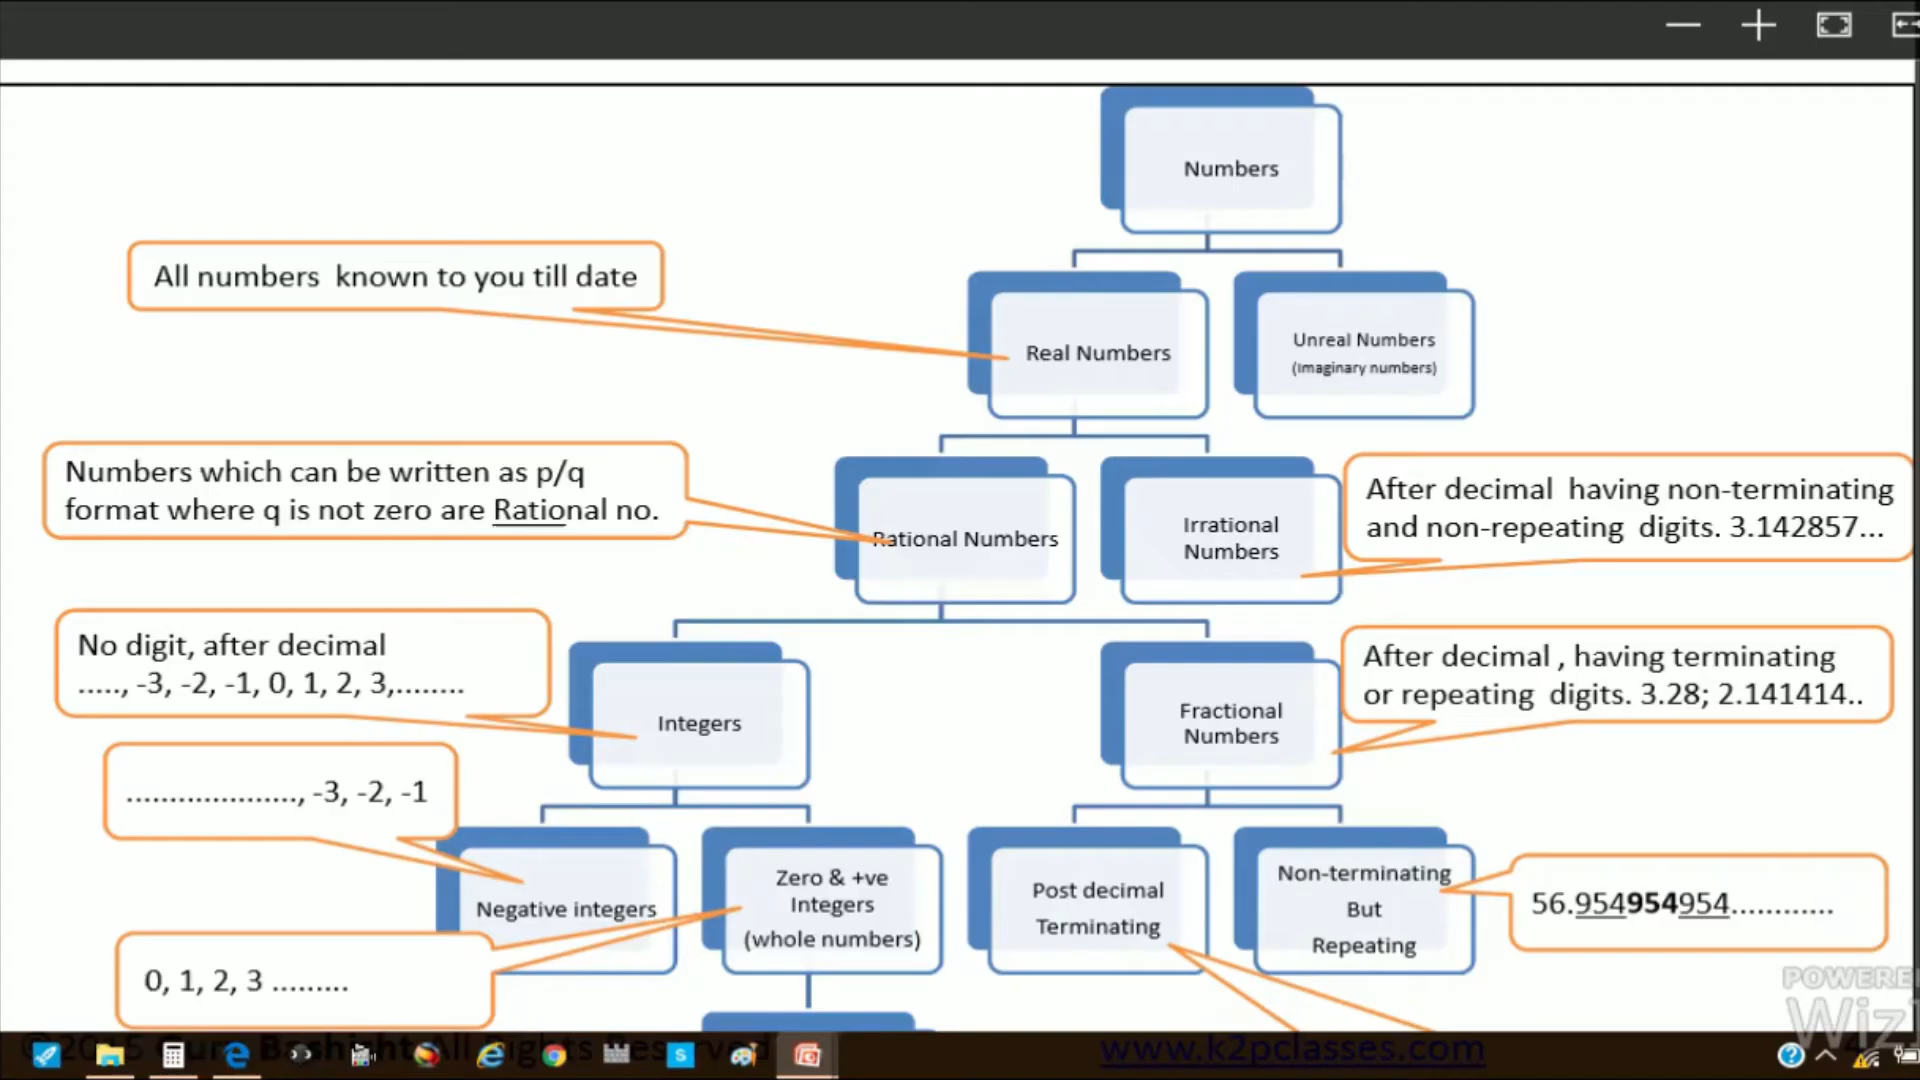 Numbers
All numbers known to you till date
Real Numbers
Unreal Numbers
(imaginary numbers)
Numbers which can be written as p/q
format where q is not zero are Rational no.
Rational Numbers
Irrational
Numbers
After decimal having non-terminating
and non-repeating digits. 3.142857...
No digit, after decimal
....., -3, -2, -1, 0, 1, 2, 3,........
Integers
Fractional
Numbers
After decimal , having terminating
or repeating digits. 3.28; 2.141414..
...................., -3, -2, -1
Negative integers
Zero & +ve
Integers
(whole numbers)
Post decimal
Terminating
Non-terminating
But
Repeating
56.954954954............
0, 1, 2, 3 .........
POWERE
Wiz
www.k2pclasses.com